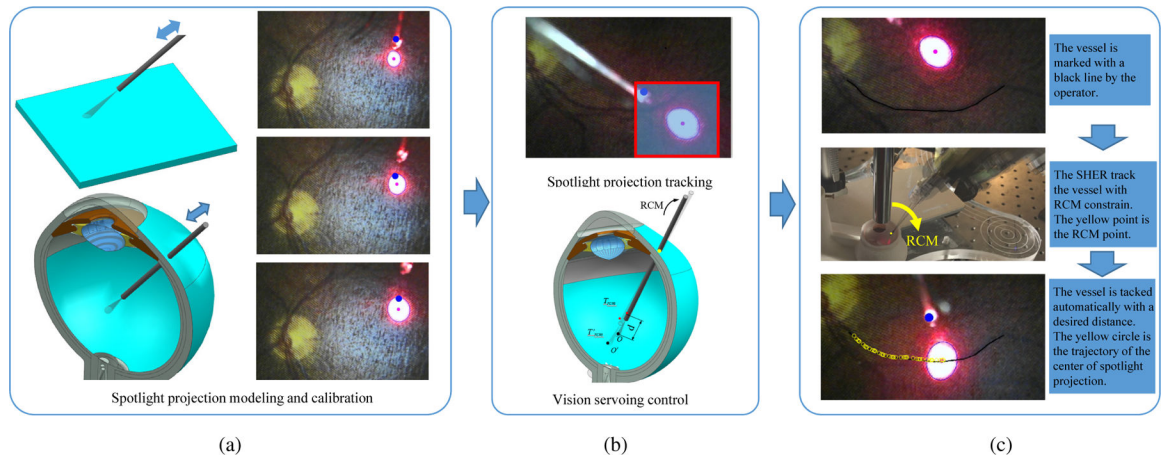 Spotlight projection modeling and calibration
(a)
Spotlight projection tracking
RCM
T_rcm
d
o
T'_rcm
o'
Vision servoing control
(b)
The vessel is
marked with a
black line by the
operator.
The SHER track
the vessel with
RCM constrain.
The yellow point is
the RCM point.
RCM
The vessel is tacked
automatically with a
desired distance.
The yellow circle is
the trajectory of the
center of spotlight
projection.
(c)